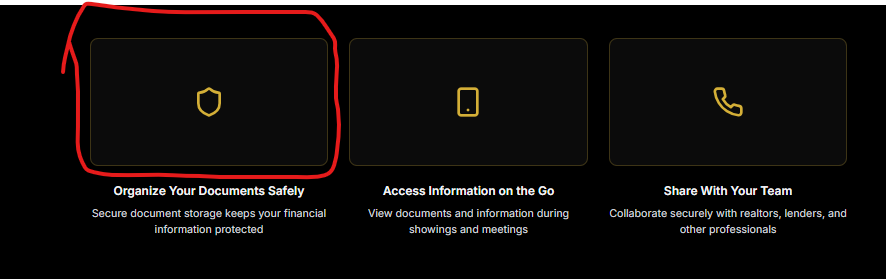 Organize Your Documents Safely
Secure document storage keeps your financial
information protected
Access Information on the Go
View documents and information during
showings and meetings
Share With Your Team
Collaborate securely with realtors, lenders, and
other professionals